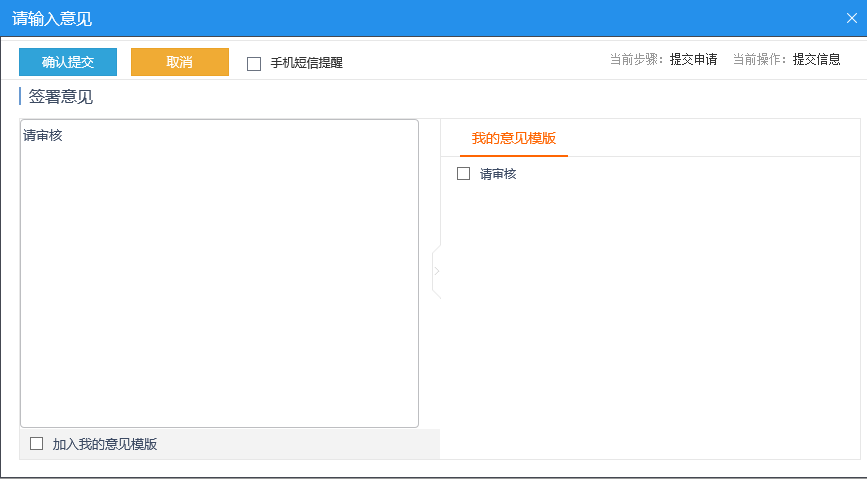 请输入意见
确认提交 取消 手机短信提醒 当前步骤：提交申请 当前操作：提交信息
签署意见
请审核
我的意见模版
请审核
加入我的意见模版